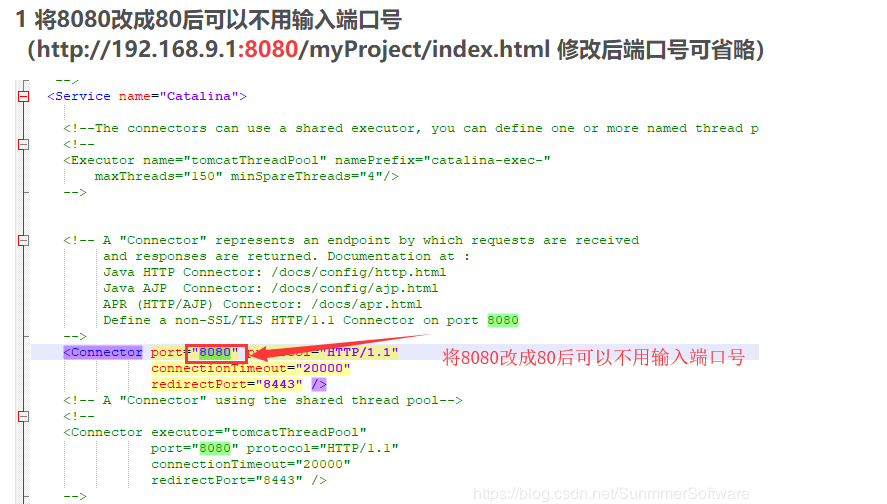 1 将8080改成80后可以不用输入端口号
（http://192.168.9.1:8080/myProject/index.html 修改后端口号可省略）
-->
<Service name="Catalina">
<!--The connectors can use a shared executor, you can define one or more named thread p
<!--
<Executor name="tomcatThreadPool" namePrefix="catalina-exec-"
maxThreads="150" minSpareThreads="4"/>
-->
<!-- A "Connector" represents an endpoint by which requests are received
and responses are returned. Documentation at :
Java HTTP Connector: /docs/config/http.html
Java AJP  Connector: /docs/config/ajp.html
APR (HTTP/AJP) Connector: /docs/apr.html
Define a non-SSL/TLS HTTP/1.1 Connector on port 8080
-->
<Connector port="8080" protocol="HTTP/1.1"
将8080改成80后可以不用输入端口号
connectionTimeout="20000"
redirectPort="8443" />
<!-- A "Connector" using the shared thread pool-->
<!--
<Connector executor="tomcatThreadPool"
port="8080" protocol="HTTP/1.1"
connectionTimeout="20000"
redirectPort="8443" />
-->
https://blog.csdn.net/SunmmerSoftware